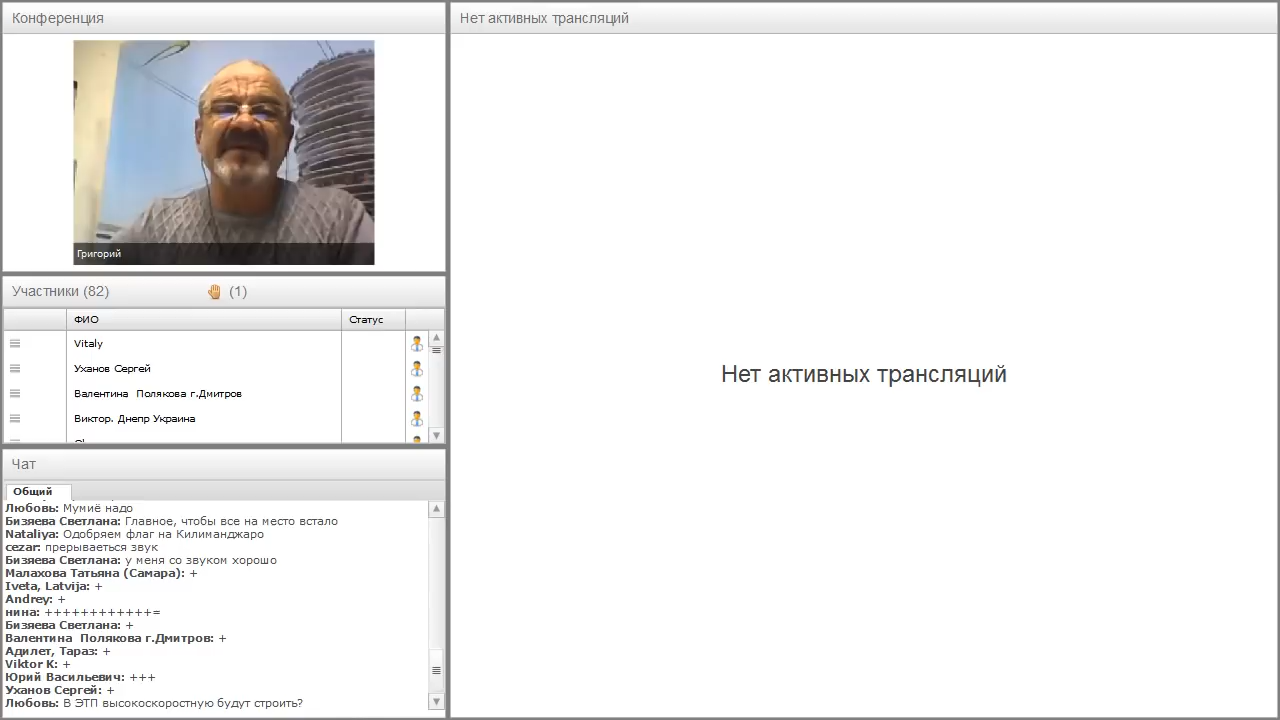 Конференция
Григорий
Участники (82) (1)
ФИО Статус
Vitaly
Уханов Сергей
Валентина Полякова г.Дмитров
Виктор. Днепр Украина
Чат
Общий
Любовь: Мумиё надо
Бизяева Светлана: Главное, чтобы все на место встало
Nataliya: Одобряем флаг на Килиманджаро
cezar: прерываеться звук
Бизяева Светлана: у меня со звуком хорошо
Малахова Татьяна (Самара): +
Iveta, Latvija: +
Andrey: +
нина: ++++++++++++=
Бизяева Светлана: +
Валентина Полякова г.Дмитров: +
Адилет, Тараз: +
Viktor K: +
Юрий Васильевич: +++
Уханов Сергей: +
Любовь: В ЭТП высокоскоростную будут строить?
Нет активных трансляций
Нет активных трансляций